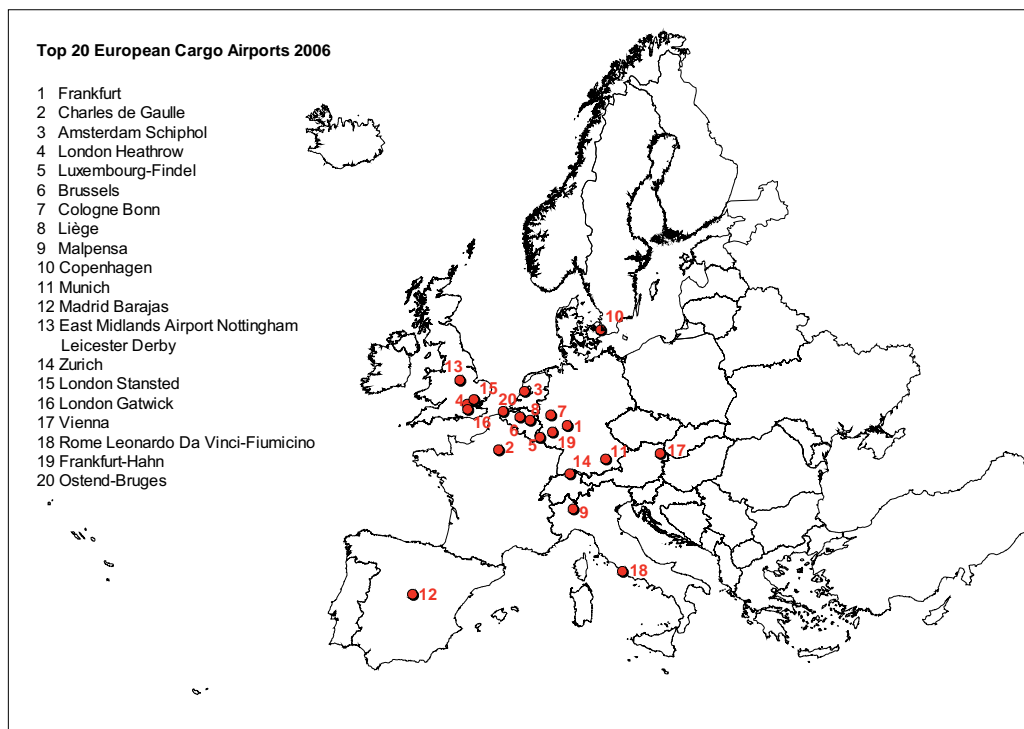 Top 20 European Cargo Airports 2006
1 Frankfurt
2 Charles de Gaulle
3 Amsterdam Schiphol
4 London Heathrow
5 Luxembourg-Findel
6 Brussels
7 Cologne Bonn
8 Liège
9 Malpensa
10 Copenhagen
11 Munich
12 Madrid Barajas
13 East Midlands Airport Nottingham
Leicester Derby
14 Zurich
15 London Stansted
16 London Gatwick
17 Vienna
18 Rome Leonardo Da Vinci-Fiumicino
19 Frankfurt-Hahn
20 Ostend-Bruges
10
13
15
3
4
20
8
7
16
6
1
5
19
2
14
11
17
9
18
12